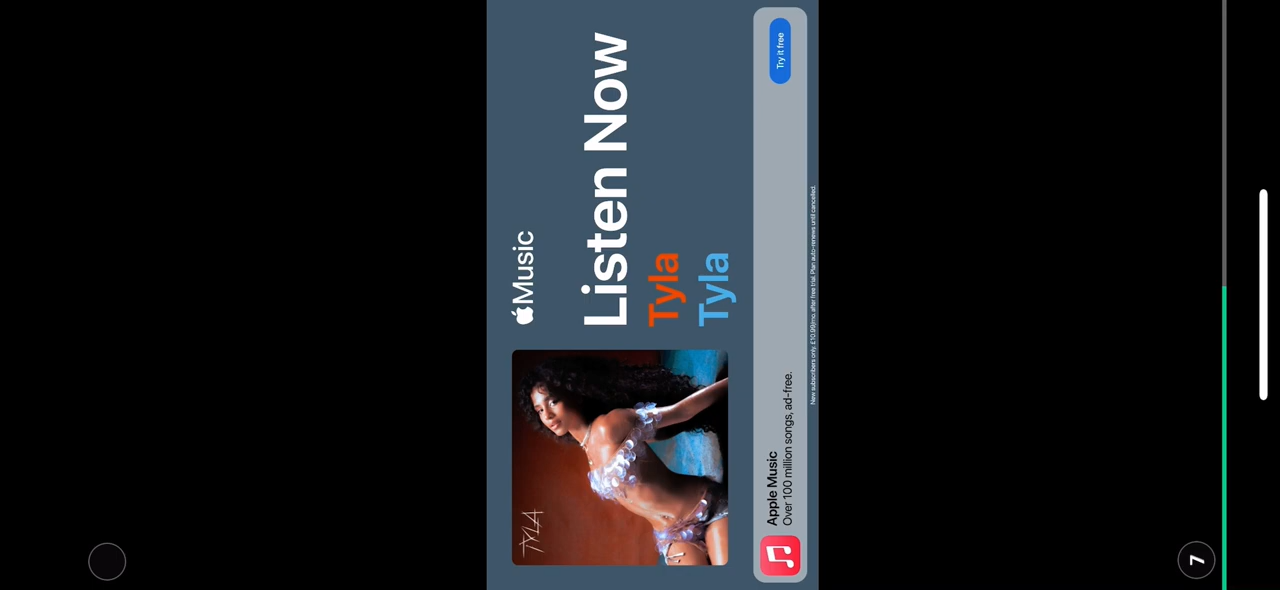 Music
Listen Now
Tyla
Tyla
TYLA
Apple Music
Over 100 million songs, ad-free.
Try it free
New subscribers only. £10.99/mo. after free trial. Plan auto-renews until cancelled.
7